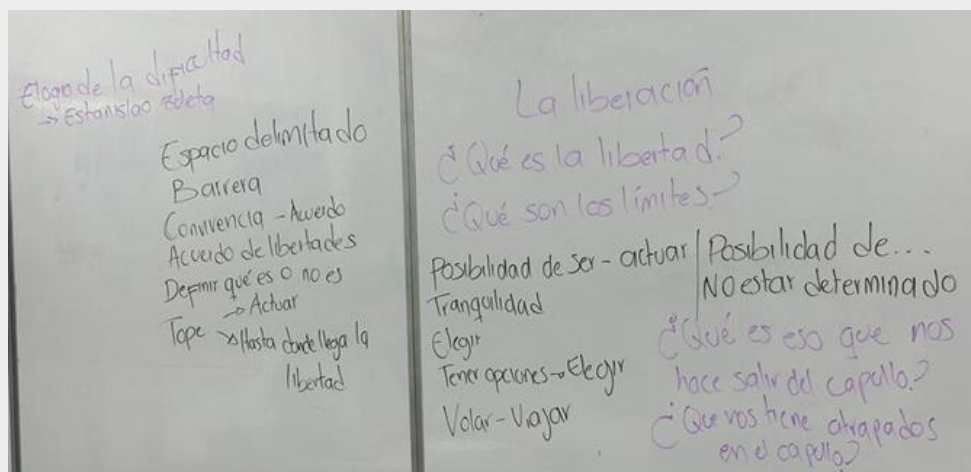 Elogio de la dificultad
→ Estanislao Zuleta
Espacio delimitado
Barrera
Convivencia - Acuerdo
Acuerdo de libertades
Definir qué es o no es
→ Actuar
Tope → Hasta donde llega la
libertad
La liberación
¿Qué es la libertad?
¿Qué son los límites?
Posibilidad de ser - actuar
Tranquilidad
Elegir
Tener opciones → Elegir
Volar - Viajar
Posibilidad de...
No estar determinado
¿Qué es eso que nos
hace salir del capullo?
¿Que nos tiene atrapados
en el capullo?